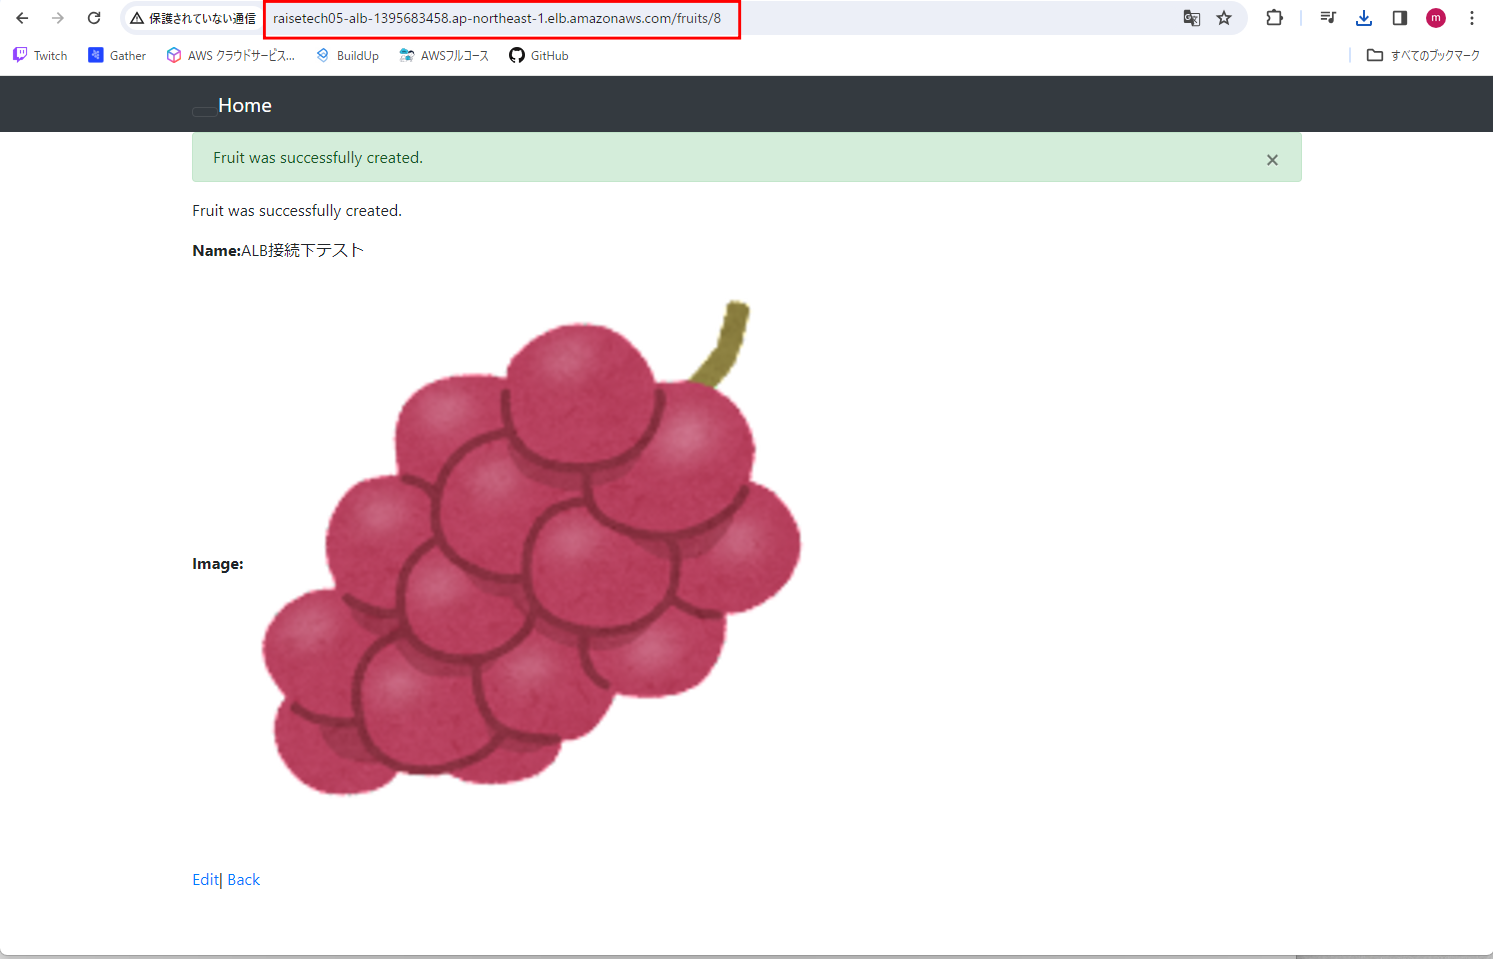 保護されていない通信 raisetech05-alb-1395683458.ap-northeast-1.elb.amazonaws.com/fruits/8 m
Twitch Gather AWS クラウドサービス... BuildUp AWSフルコース GitHub すべてのブックマーク
Home
Fruit was successfully created. ×
Fruit was successfully created.
Name:ALB接続下テスト
Image:
Edit| Back